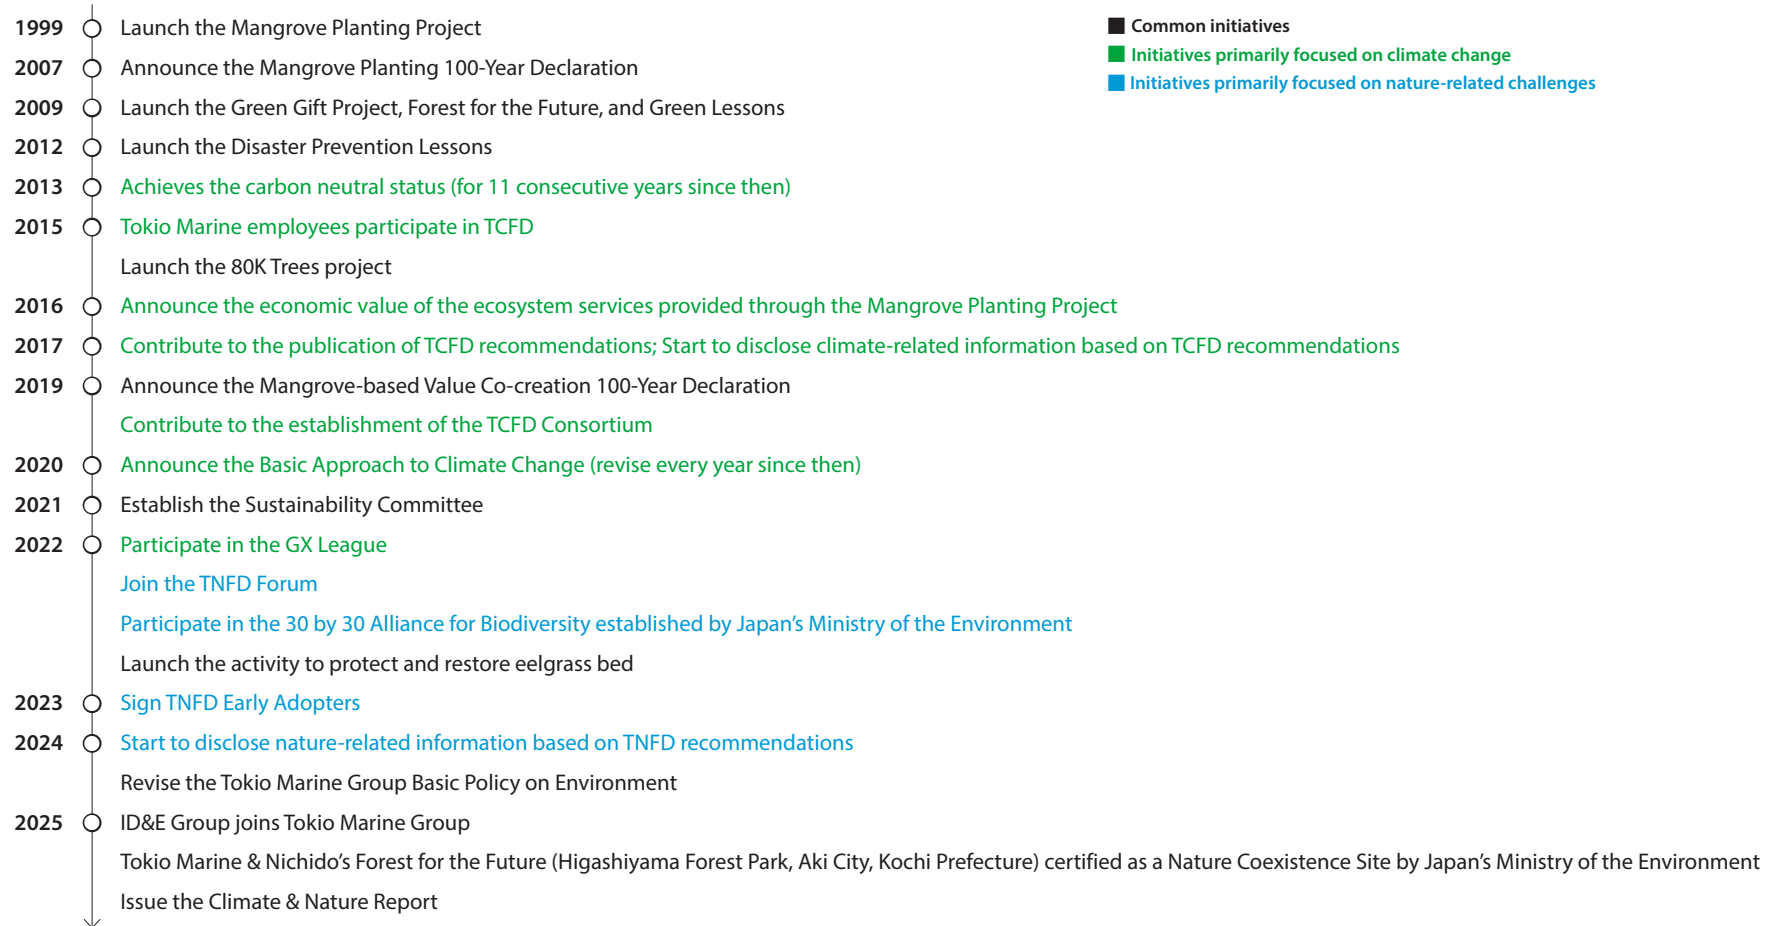 1999 Launch the Mangrove Planting Project
2007 Announce the Mangrove Planting 100-Year Declaration
2009 Launch the Green Gift Project, Forest for the Future, and Green Lessons
2012 Launch the Disaster Prevention Lessons
2013 Achieves the carbon neutral status (for 11 consecutive years since then)
2015 Tokio Marine employees participate in TCFD
Launch the 80K Trees project
2016 Announce the economic value of the ecosystem services provided through the Mangrove Planting Project
2017 Contribute to the publication of TCFD recommendations; Start to disclose climate-related information based on TCFD recommendations
2019 Announce the Mangrove-based Value Co-creation 100-Year Declaration
Contribute to the establishment of the TCFD Consortium
2020 Announce the Basic Approach to Climate Change (revise every year since then)
2021 Establish the Sustainability Committee
2022 Participate in the GX League
Join the TNFD Forum
Participate in the 30 by 30 Alliance for Biodiversity established by Japan’s Ministry of the Environment
Launch the activity to protect and restore eelgrass bed
2023 Sign TNFD Early Adopters
2024 Start to disclose nature-related information based on TNFD recommendations
Revise the Tokio Marine Group Basic Policy on Environment
2025 ID&E Group joins Tokio Marine Group
Tokio Marine & Nichido’s Forest for the Future (Higashiyama Forest Park, Aki City, Kochi Prefecture) certified as a Nature Coexistence Site by Japan’s Ministry of the Environment
Issue the Climate & Nature Report
Common initiatives
Initiatives primarily focused on climate change
Initiatives primarily focused on nature-related challenges